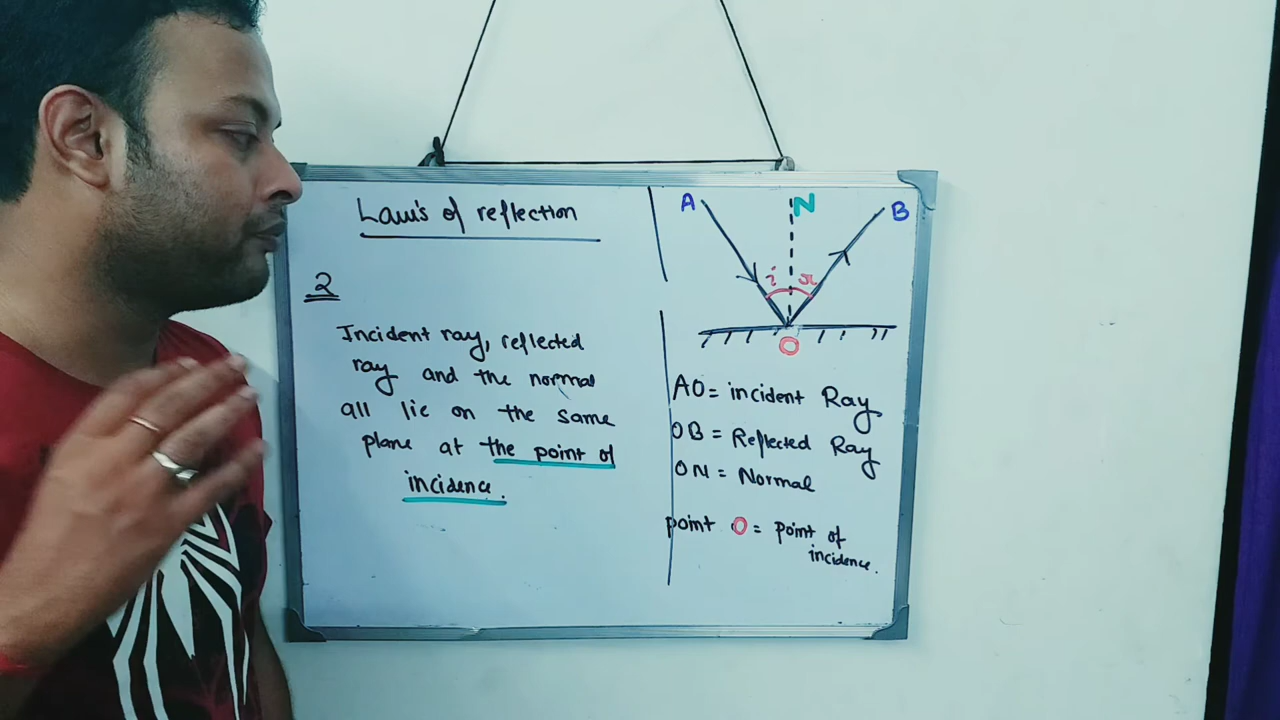 Law's of reflection
2
Incident ray, reflected
ray and the normal
all lie on the same
plane at the point of
incidence.
A
N
B
i
r
O
AO = incident Ray
OB = Reflected Ray
ON = Normal
point O = point of
incidence.